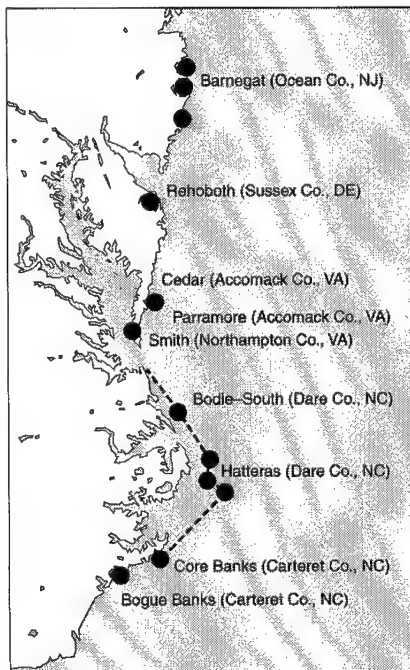 Barnegat (Ocean Co., NJ)
Rehoboth (Sussex Co., DE)
Cedar (Accomack Co., VA)
Parramore (Accomack Co., VA)
Smith (Northampton Co., VA)
Bodie–South (Dare Co., NC)
Hatteras (Dare Co., NC)
Core Banks (Carteret Co., NC)
Bogue Banks (Carteret Co., NC)